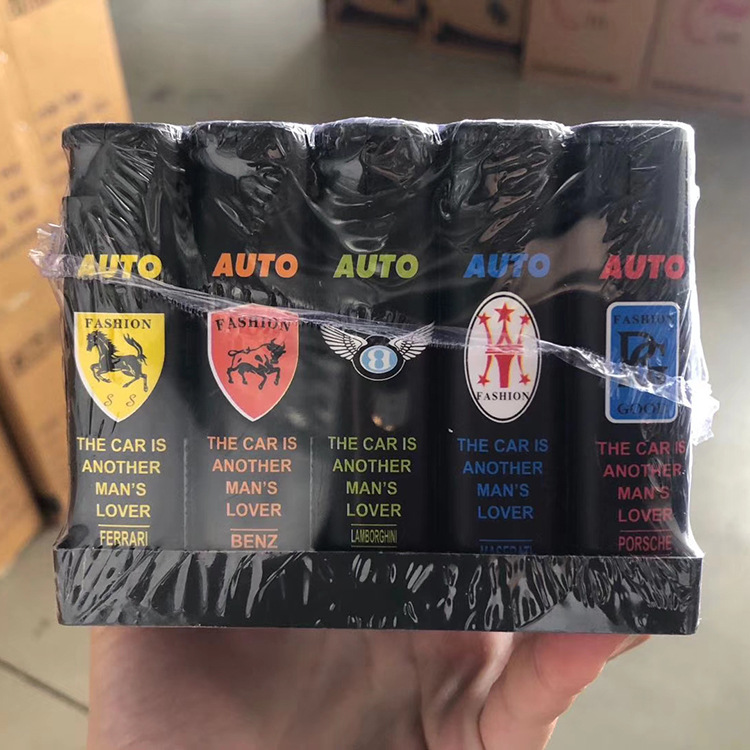 AUTO
FASHION
S S
THE CAR IS
ANOTHER
MAN'S
LOVER
FERRARI
AUTO
FASHION
THE CAR IS
ANOTHER
MAN'S
LOVER
BENZ
AUTO
8
THE CAR IS
ANOTHER
MAN'S
LOVER
LAMBORGHINI
AUTO
FASHION
THE CAR IS
ANOTHER
MAN'S
LOVER
MASERATI
AUTO
FASHION
THE CAR IS
ANOTHER
MAN'S
LOVER
PORSCHE